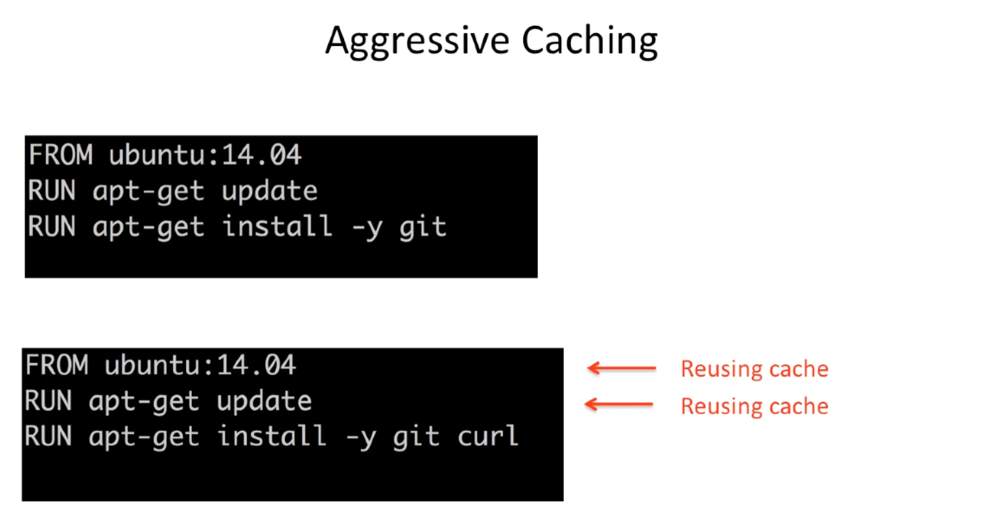 Aggressive Caching
FROM ubuntu:14.04
RUN apt-get update
RUN apt-get install -y git
FROM ubuntu:14.04
Reusing cache
RUN apt-get update
Reusing cache
RUN apt-get install -y git curl